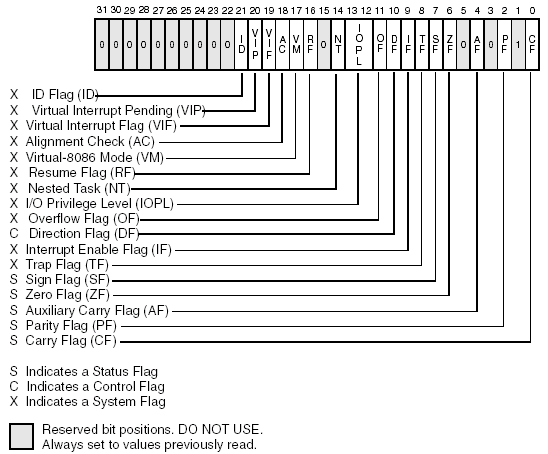 31 30 29 28 27 26 25 24 23 22 21 20 19 18 17 16 15 14 13 12 11 10 9 8 7 6 5 4 3 2 1 0
0 0 0 0 0 0 0 0 0 0 ID VIP VIF AC VM RF 0 NT IOPL OF DF IF TF SF ZF 0 AF 0 PF 1 CF
X ID Flag (ID)
X Virtual Interrupt Pending (VIP)
X Virtual Interrupt Flag (VIF)
X Alignment Check (AC)
X Virtual-8086 Mode (VM)
X Resume Flag (RF)
X Nested Task (NT)
X I/O Privilege Level (IOPL)
X Overflow Flag (OF)
C Direction Flag (DF)
X Interrupt Enable Flag (IF)
X Trap Flag (TF)
S Sign Flag (SF)
S Zero Flag (ZF)
S Auxiliary Carry Flag (AF)
S Parity Flag (PF)
S Carry Flag (CF)
S Indicates a Status Flag
C Indicates a Control Flag
X Indicates a System Flag
Reserved bit positions. DO NOT USE.
Always set to values previously read.